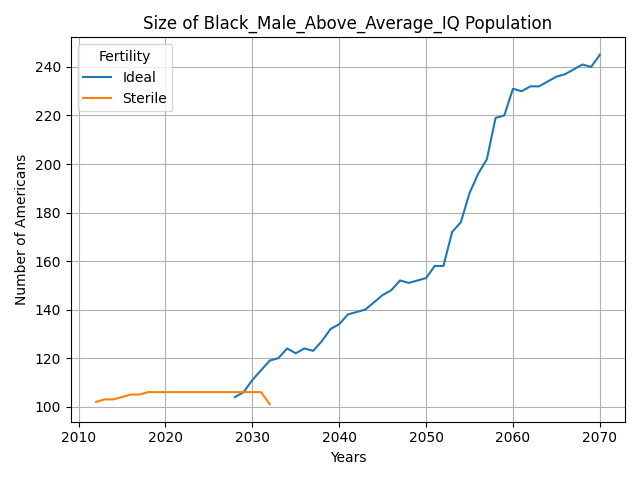 Size of Black_Male_Above_Average_IQ Population
Fertility
Ideal
Sterile
Number of Americans
240
220
200
180
160
140
120
100
2010 2020 2030 2040 2050 2060 2070
Years